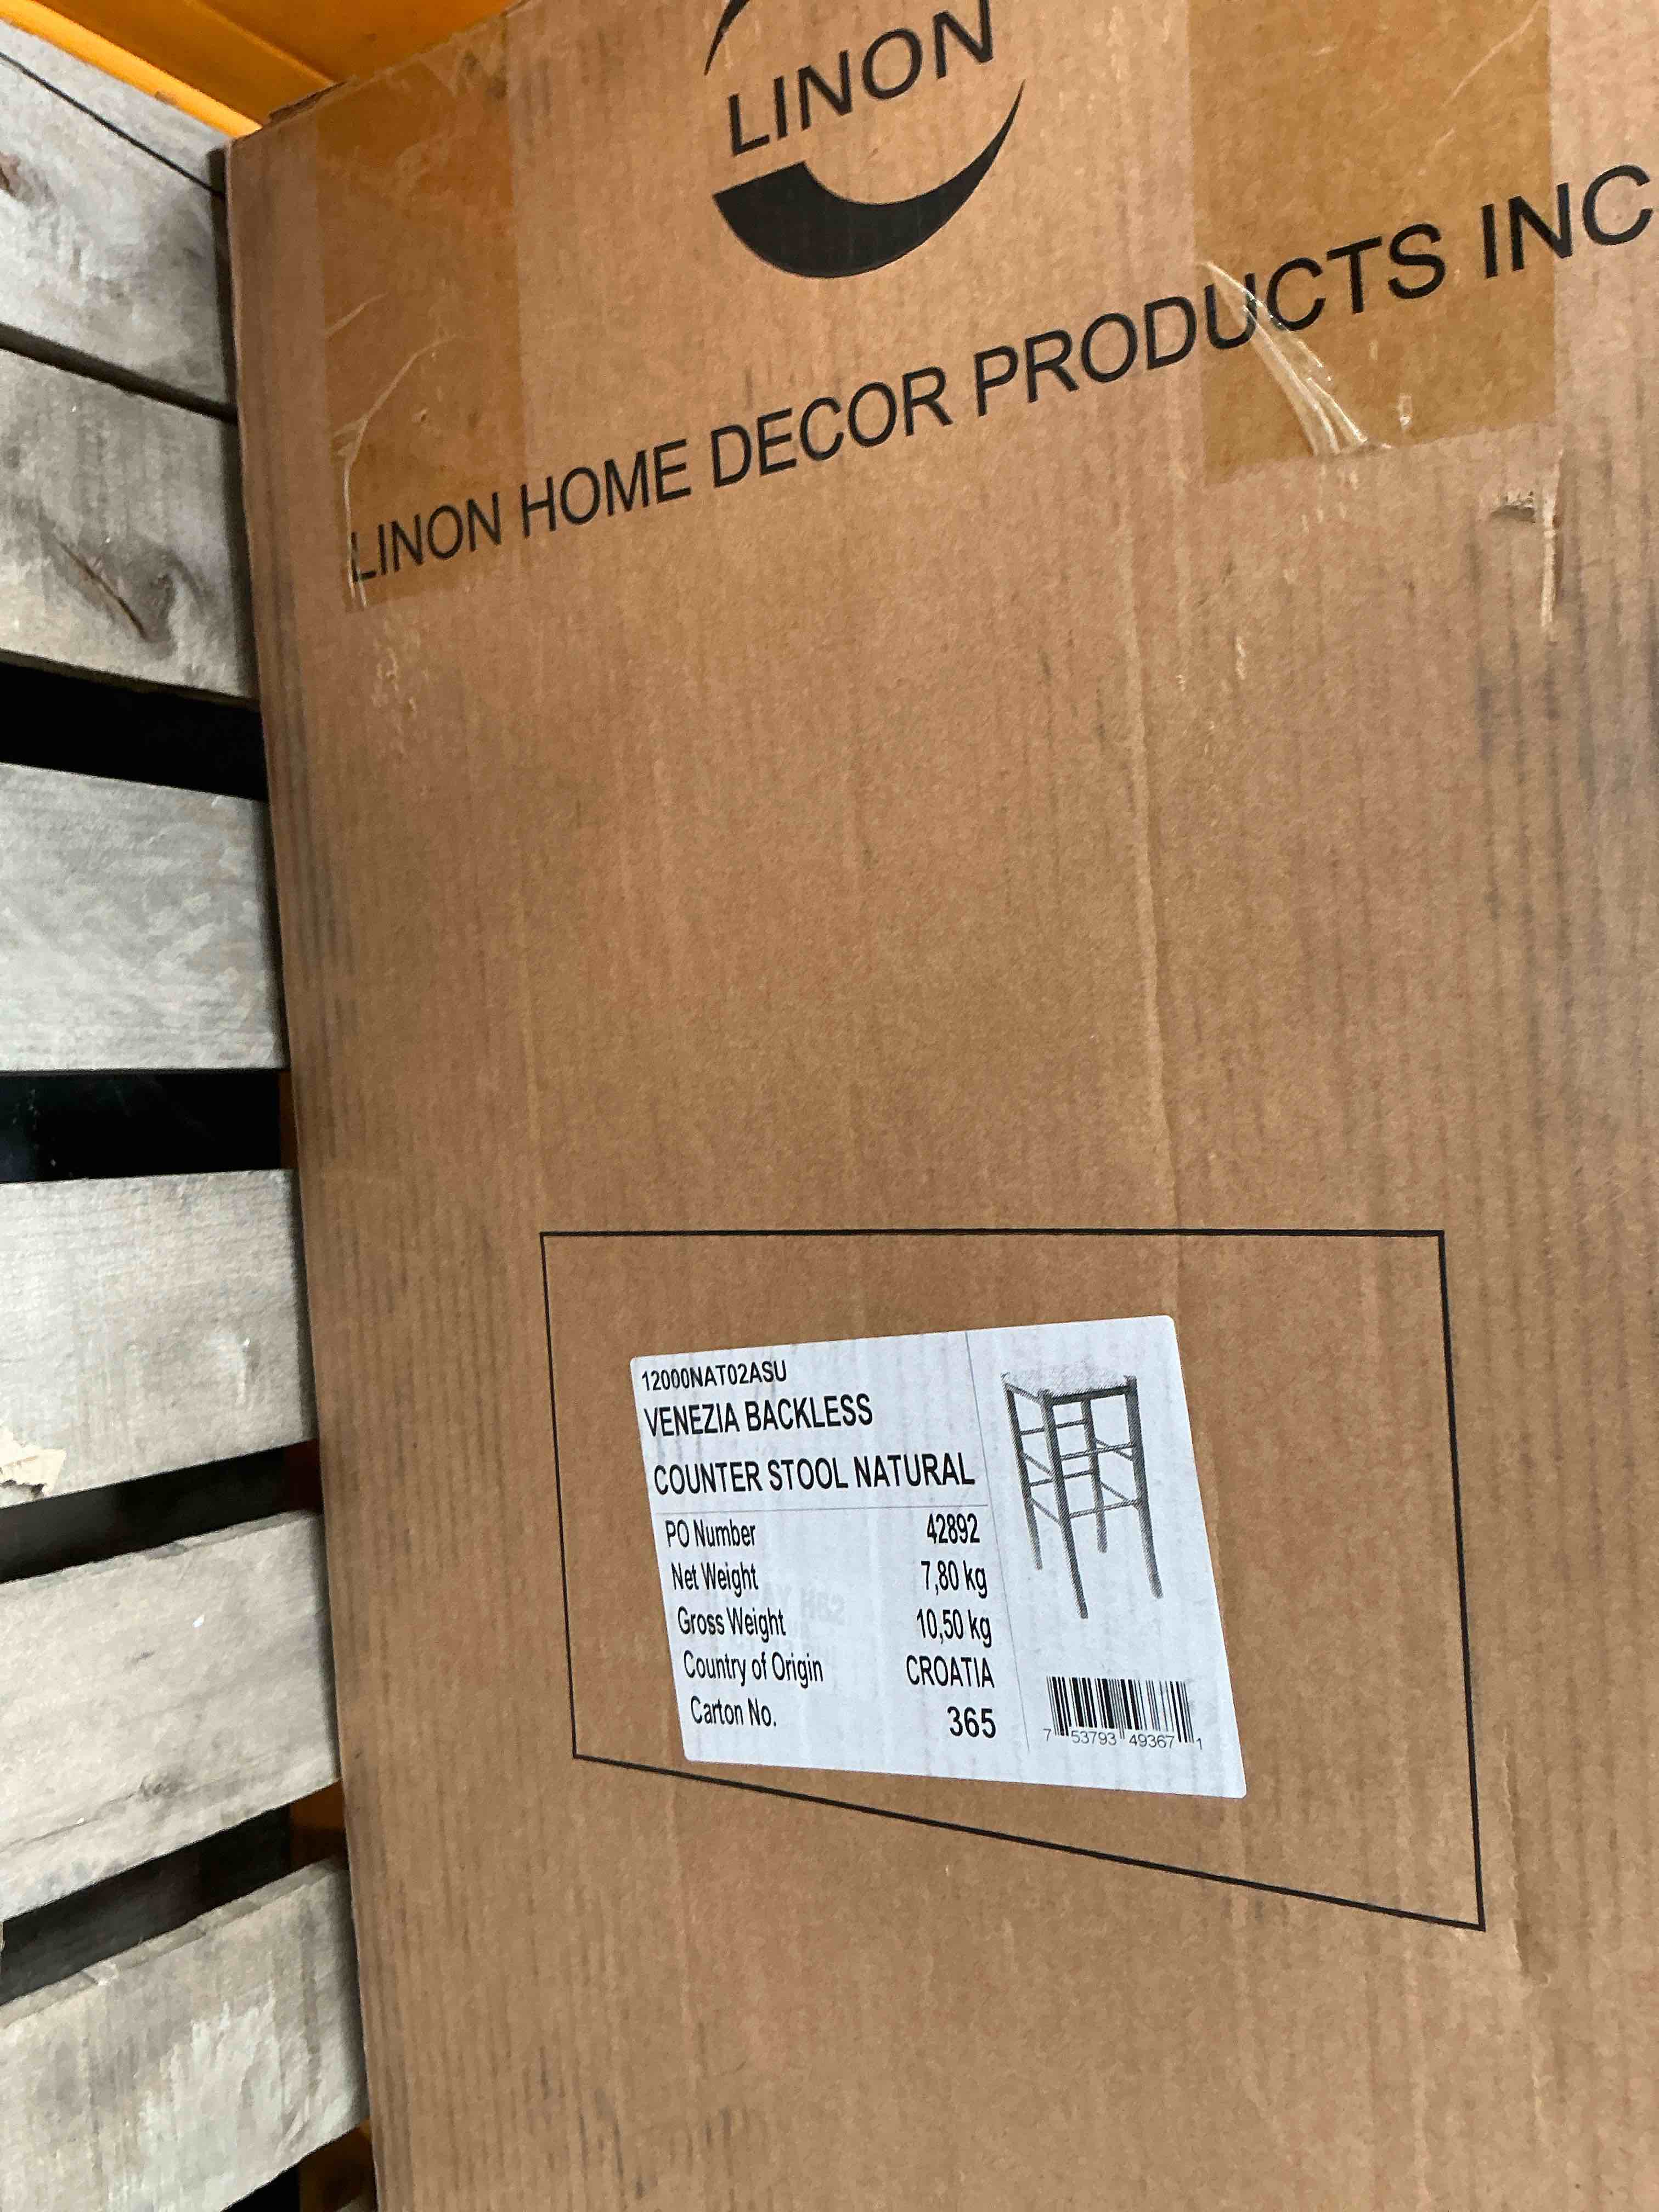 LINON
LINON HOME DECOR PRODUCTS INC
12000NAT02ASU
VENEZIA BACKLESS
COUNTER STOOL NATURAL
PO Number 42892
Net Weight 7,80 kg
Gross Weight 10,50 kg
Country of Origin CROATIA
Carton No. 365
7 53793 49367 1